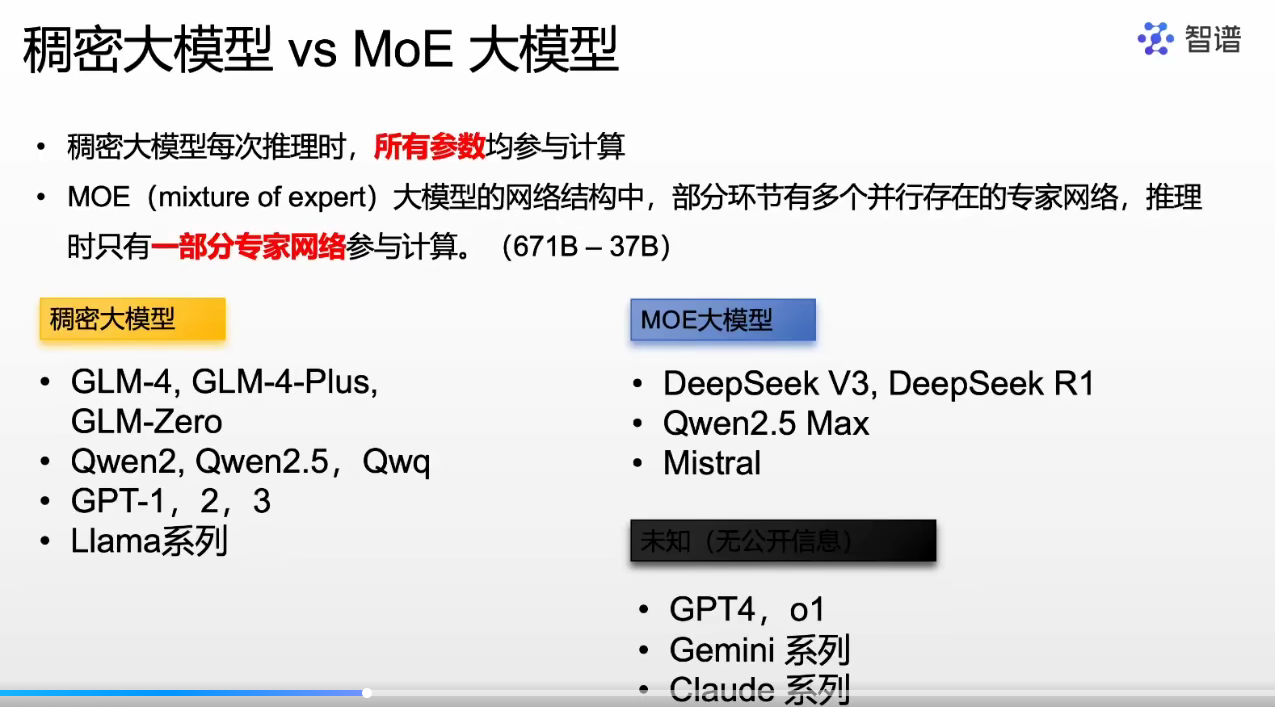 稠密大模型 vs MoE 大模型
智谱
• 稠密大模型每次推理时，所有参数均参与计算
• MOE（mixture of expert）大模型的网络结构中，部分环节有多个并行存在的专家网络，推理
时只有一部分专家网络参与计算。（671B – 37B）
稠密大模型
• GLM-4, GLM-4-Plus,
GLM-Zero
• Qwen2, Qwen2.5，Qwq
• GPT-1，2，3
• Llama系列
MOE大模型
• DeepSeek V3, DeepSeek R1
• Qwen2.5 Max
• Mistral
未知（无公开信息）
• GPT4，o1
• Gemini 系列
• Claude 系列